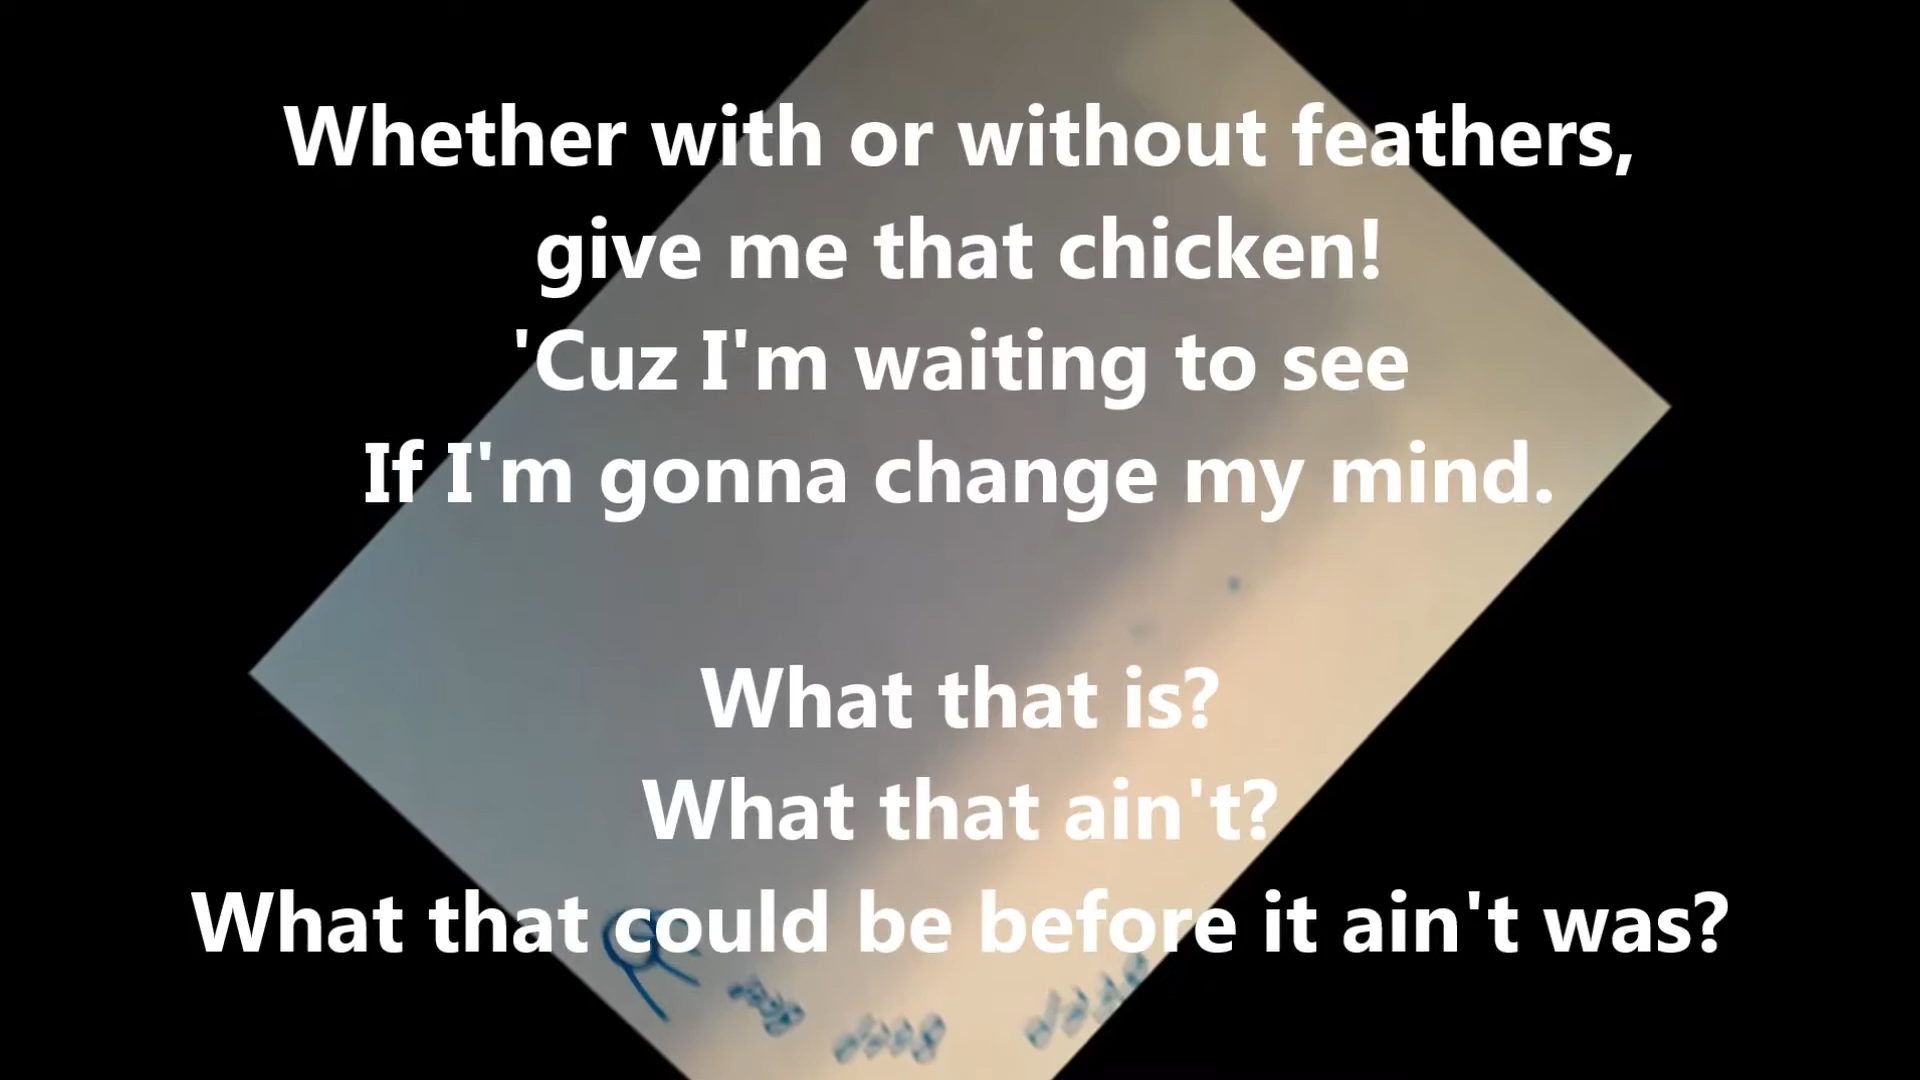 Whether with or without feathers,
give me that chicken!
'Cuz I'm waiting to see
If I'm gonna change my mind.
What that is?
What that ain't?
What that could be before it ain't was?